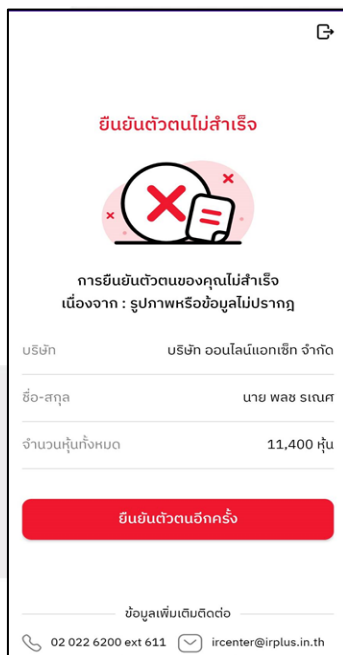 ยืนยันตัวตนไม่สำเร็จ
การยืนยันตัวตนของคุณไม่สำเร็จ
เนื่องจาก : รูปภาพหรือข้อมูลไม่ปรากฎ
บริษัท บริษัท ออนไลน์แอทเซ็ท จำกัด
ชื่อ-สกุล นาย พลช รเณศ
จำนวนหุ้นทั้งหมด 11,400 หุ้น
ยืนยันตัวตนอีกครั้ง
ข้อมูลเพิ่มเติมติดต่อ
02 022 6200 ext 611 ircenter@irplus.in.th